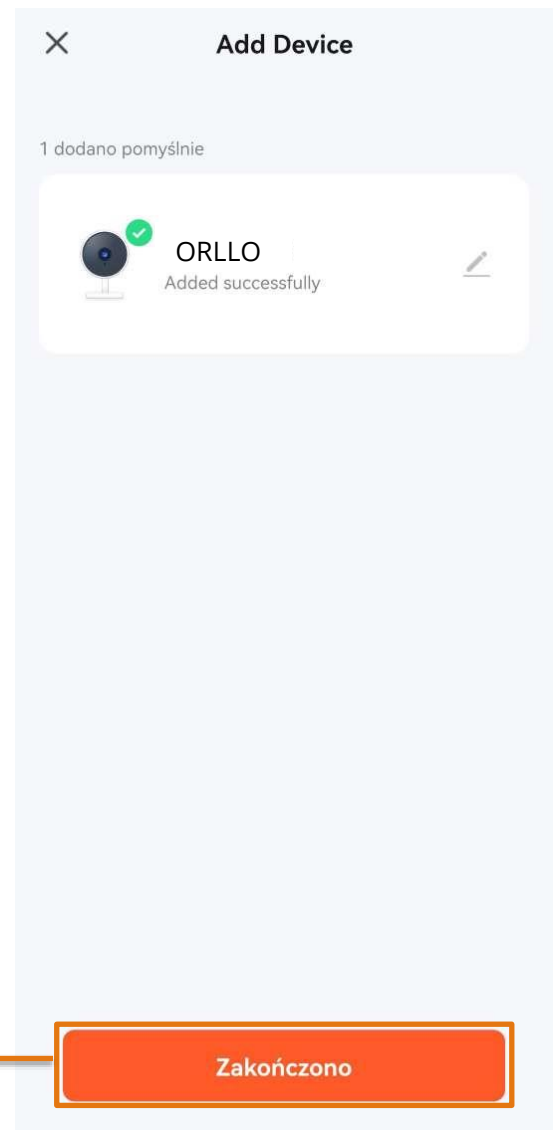 Add Device
1 dodano pomyślnie
ORLLO
Added successfully
Zakończono